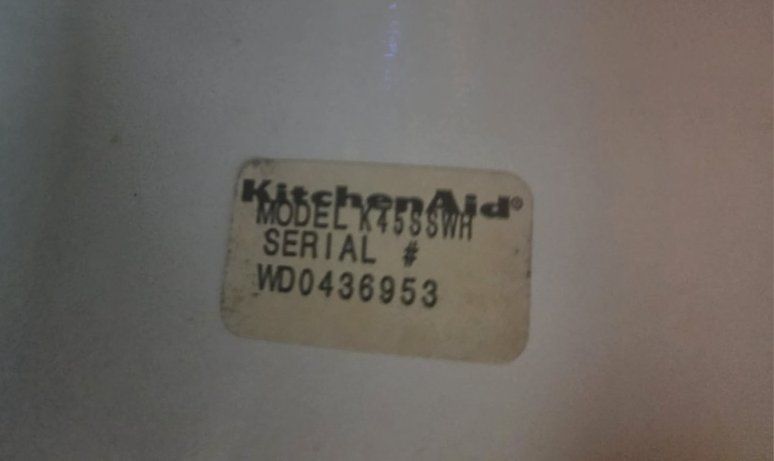 KitchenAid®
MODEL K45SSWH
SERIAL #
WD0436953